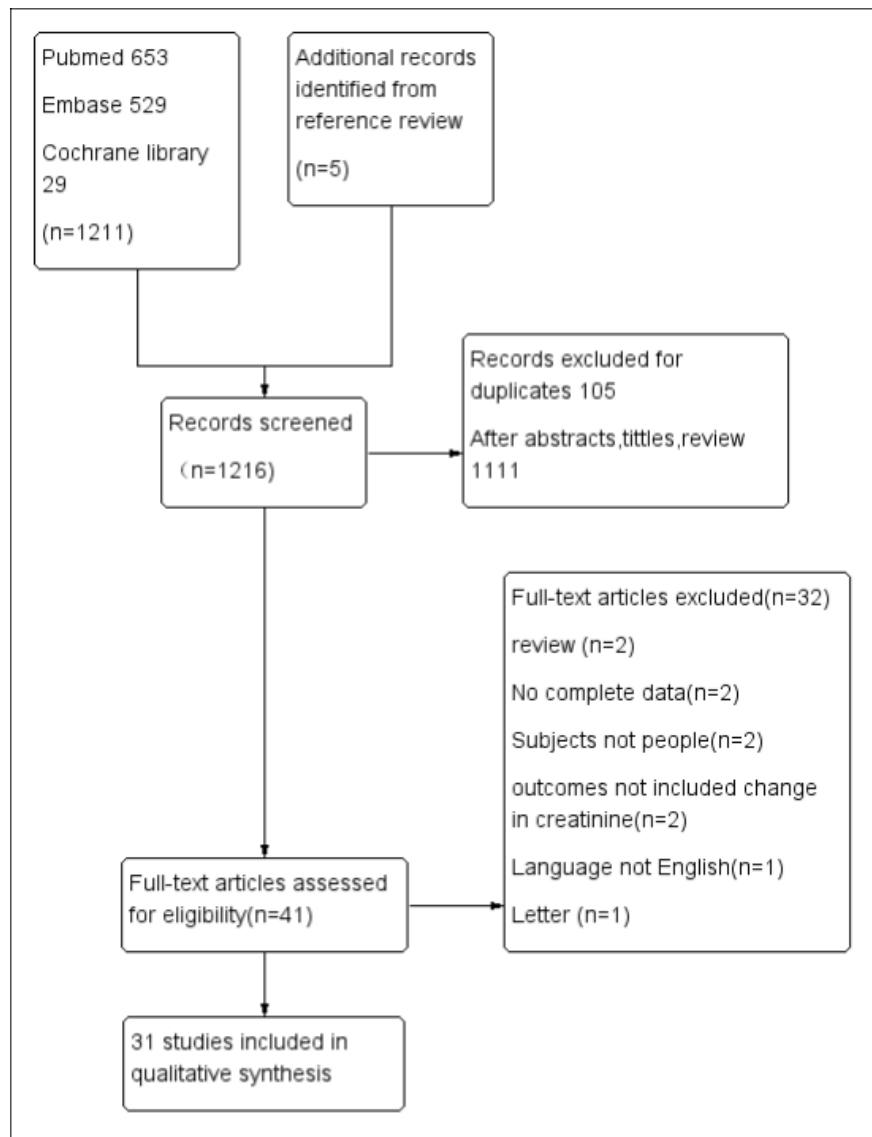 Pubmed 653
Embase 529
Cochrane library
29
(n=1211)
Additional records
identified from
reference review
(n=5)
Records screened
（n=1216)
Records excluded for
duplicates 105
After abstracts,tittles,review
1111
Full-text articles assessed
for eligibility(n=41)
Full-text articles excluded(n=32)
review (n=2)
No complete data(n=2)
Subjects not people(n=2)
outcomes not included change
in creatinine(n=2)
Language not English(n=1)
Letter (n=1)
31 studies included in
qualitative synthesis